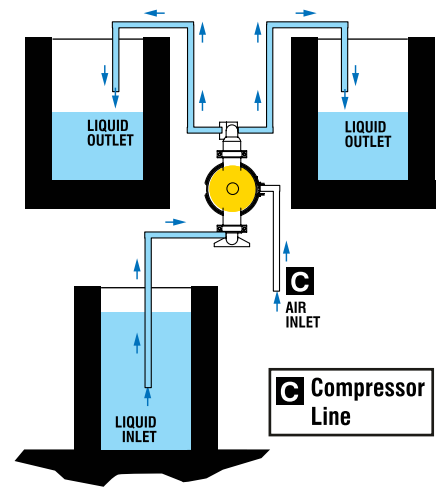 LIQUID
OUTLET
LIQUID
OUTLET
C
AIR
INLET
LIQUID
INLET
C Compressor
Line